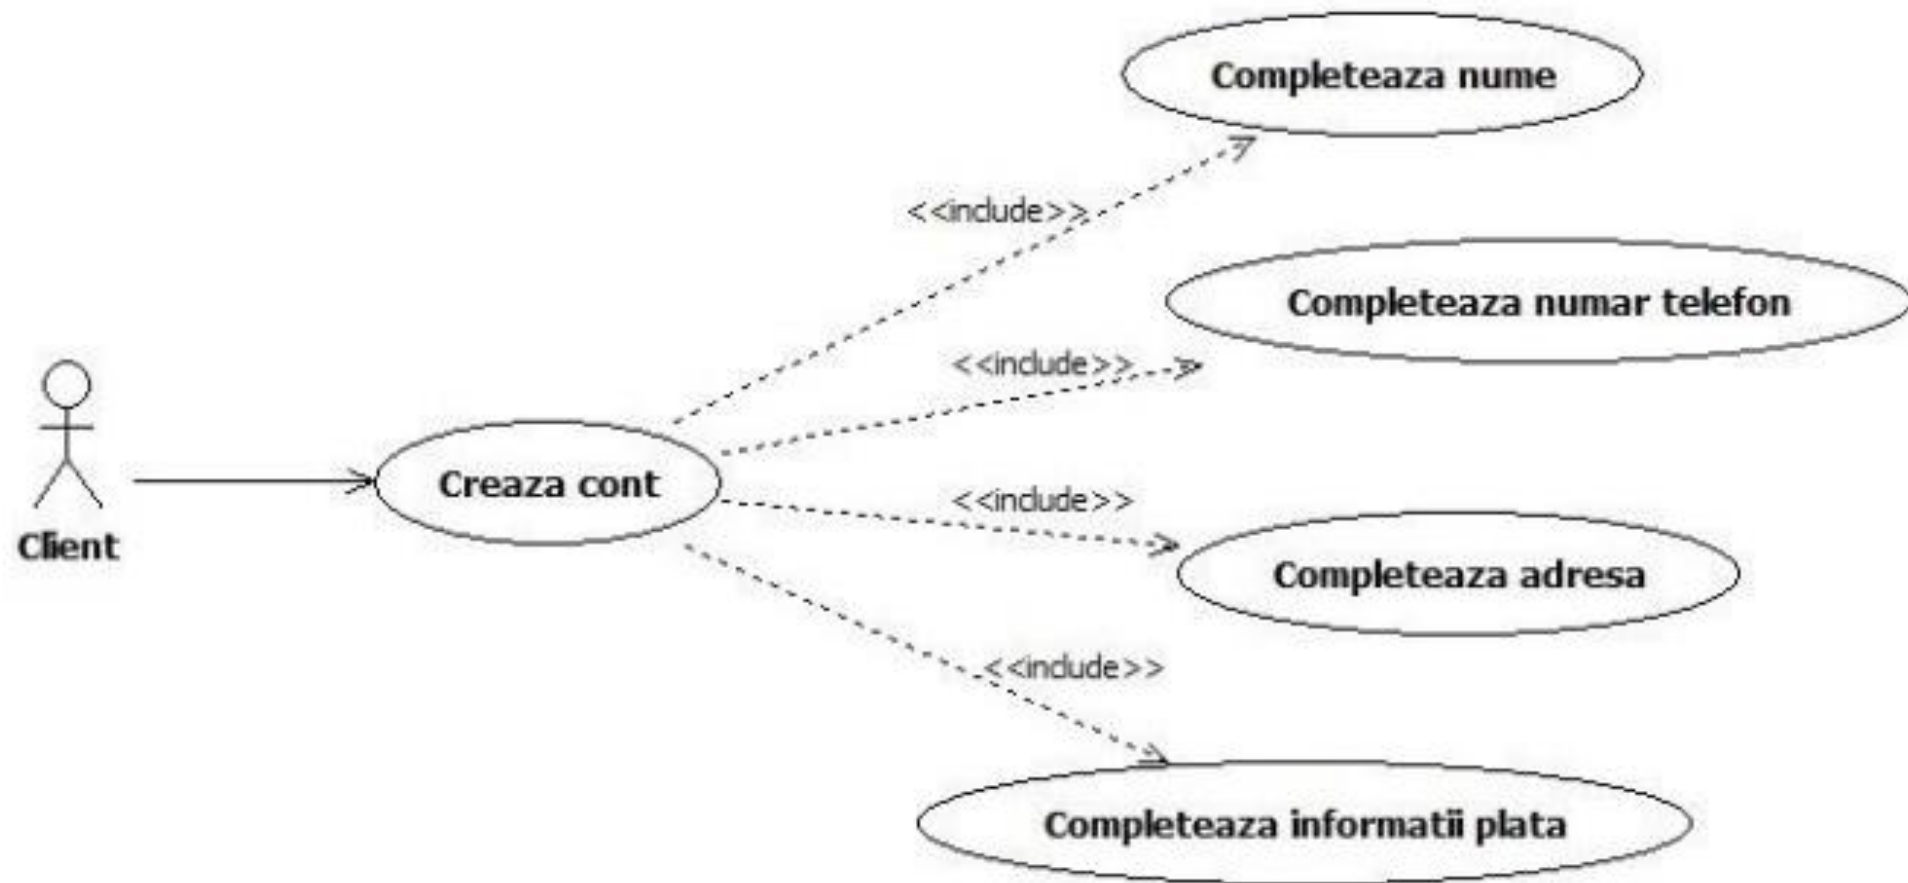 Completeaza nume
<<include>>
Completeaza numar telefon
<<include>>
Creaza cont
Client
<<include>>
Completeaza adresa
<<include>>
Completeaza informatii plata